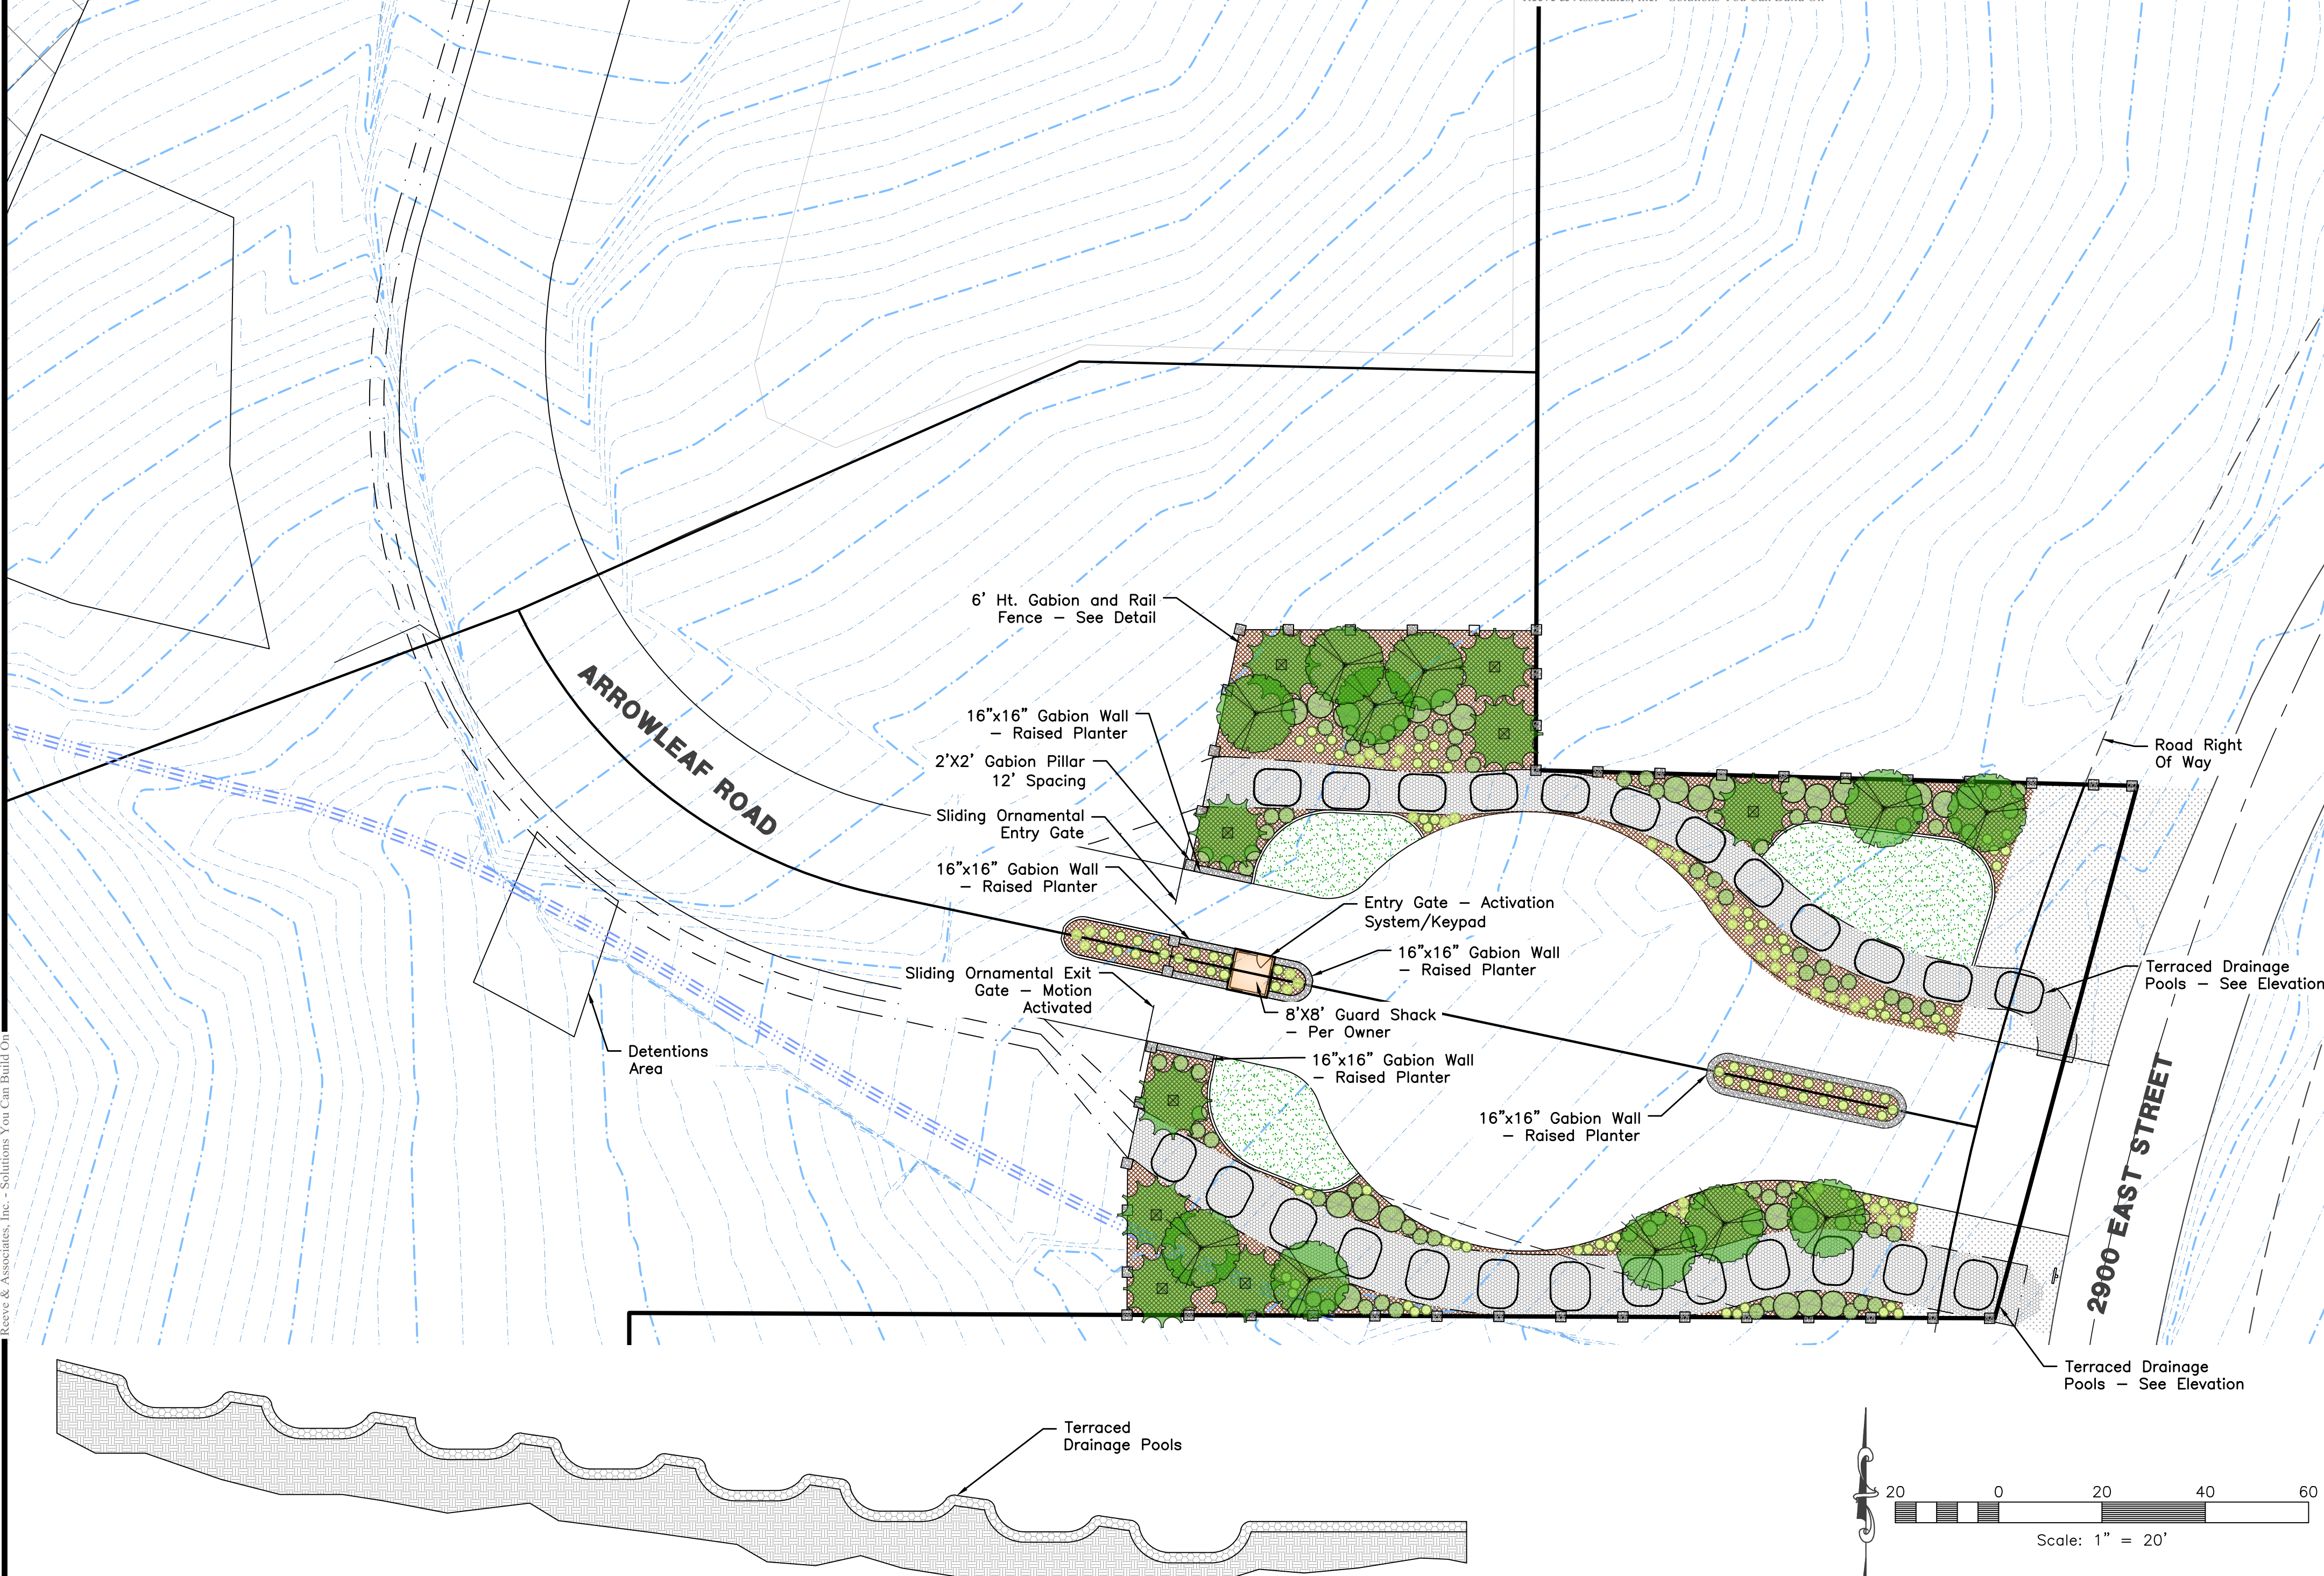 6' Ht. Gabion and Rail
Fence – See Detail
16"x16" Gabion Wall
– Raised Planter
2'X2' Gabion Pillar
12' Spacing
Sliding Ornamental
Entry Gate
16"x16" Gabion Wall
– Raised Planter
ARROWLEAF ROAD
Road Right
Of Way
Entry Gate – Activation
System/Keypad
16"x16" Gabion Wall
– Raised Planter
Sliding Ornamental Exit
Gate – Motion
Activated
Terraced Drainage
Pools – See Elevation
8'X8' Guard Shack
– Per Owner
Detentions
Area
16"x16" Gabion Wall
– Raised Planter
16"x16" Gabion Wall
– Raised Planter
2900 EAST STREET
Reeve & Associates, Inc. - Solutions You Can Build On
Terraced Drainage
Pools – See Elevation
Terraced
Drainage Pools
20 0 20 40 60
Scale: 1" = 20'